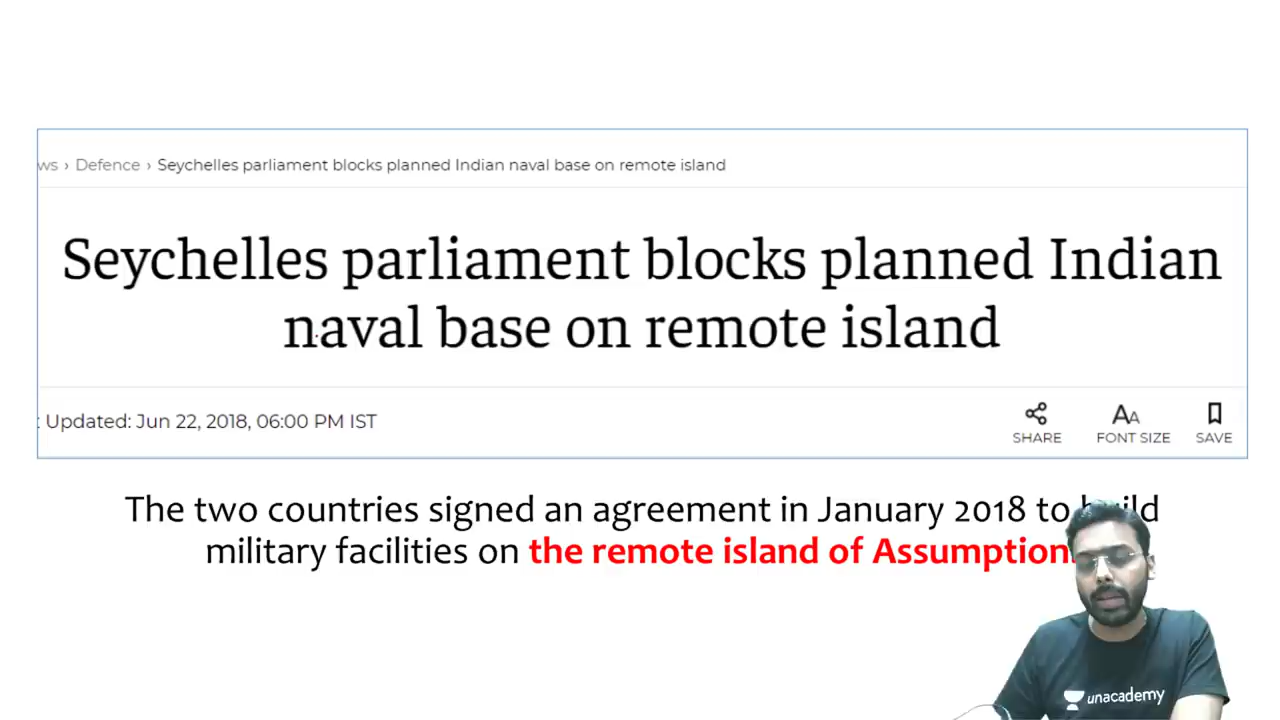 ws › Defence › Seychelles parliament blocks planned Indian naval base on remote island
Seychelles parliament blocks planned Indian
naval base on remote island
: Updated: Jun 22, 2018, 06:00 PM IST
SHARE
AA
FONT SIZE
SAVE
The two countries signed an agreement in January 2018 to build
military facilities on the remote island of Assumption.
unacademy